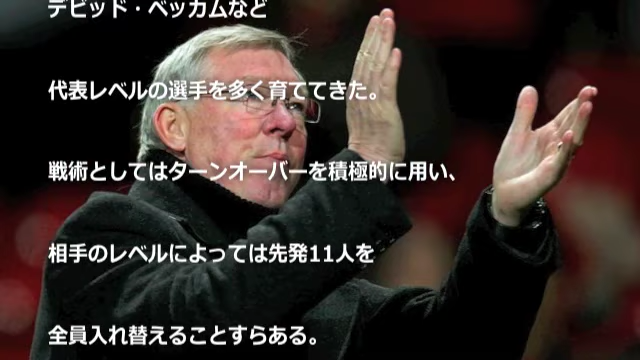 デビッド・ベッカムなど
代表レベルの選手を多く育ててきた。
戦術としてはターンオーバーを積極的に用い、
相手のレベルによっては先発11人を
全員入れ替えることすらある。